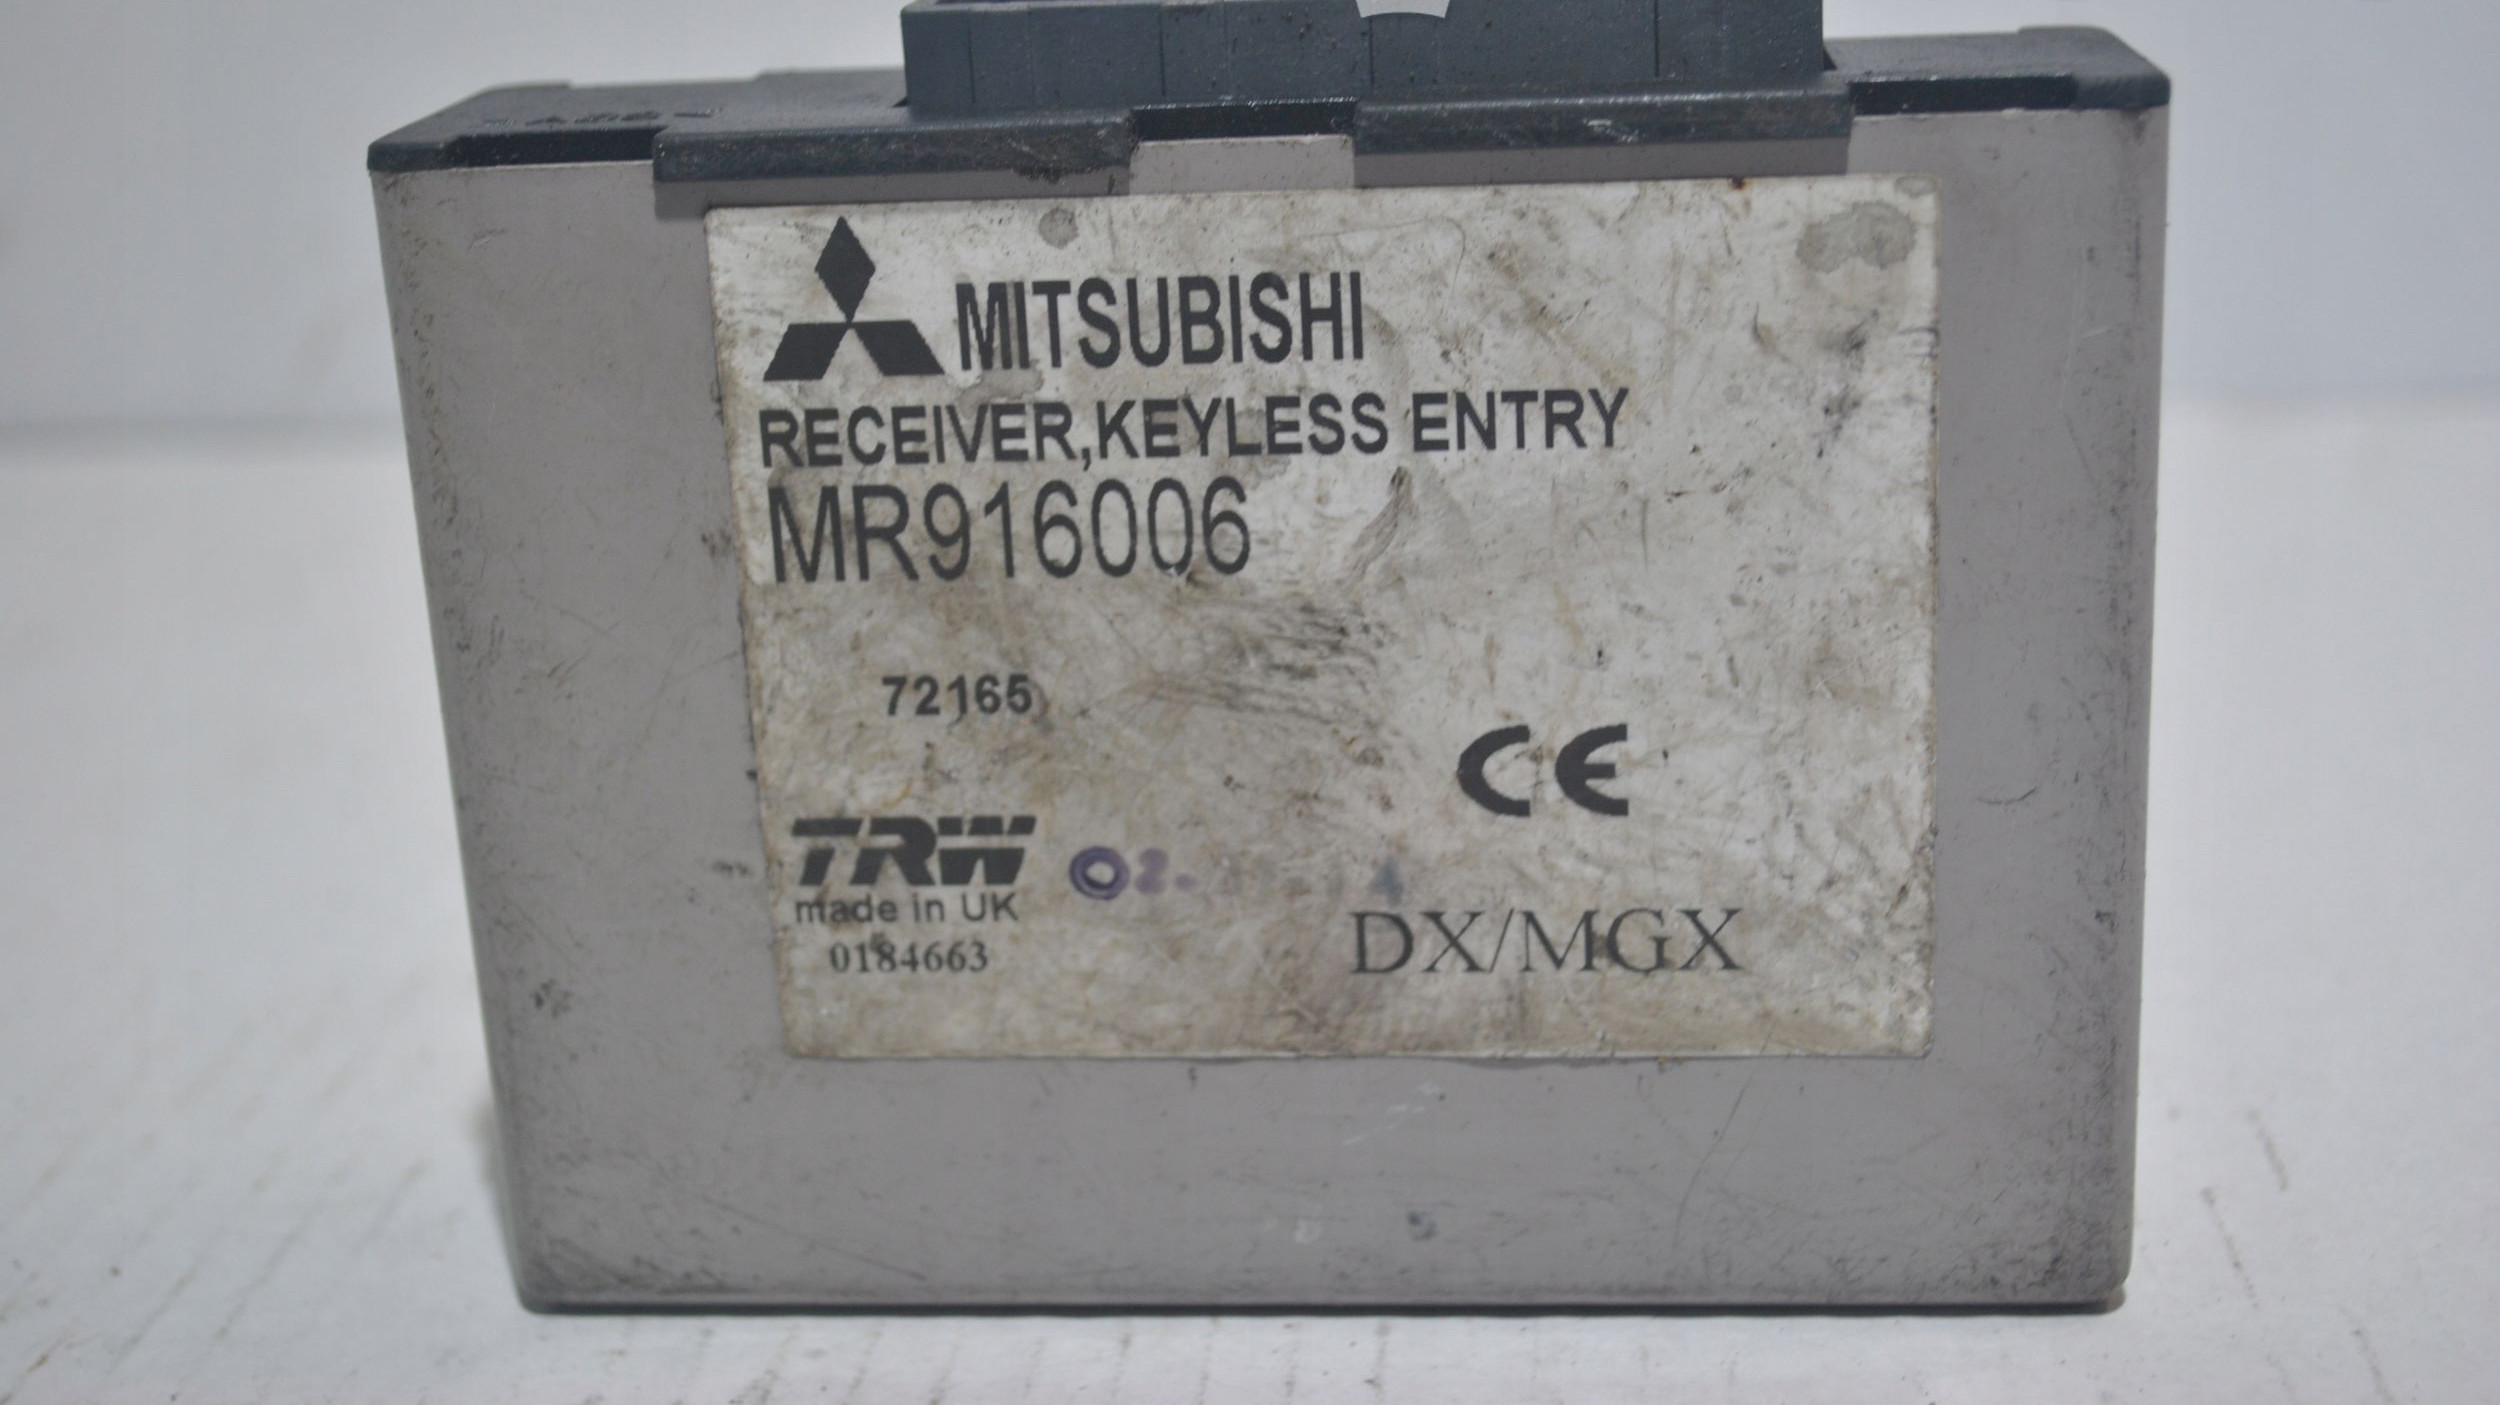 MITSUBISHI
RECEIVER,KEYLESS ENTRY
MR916006
72165
CE
TRW
made in UK
0184663
DX/MGX